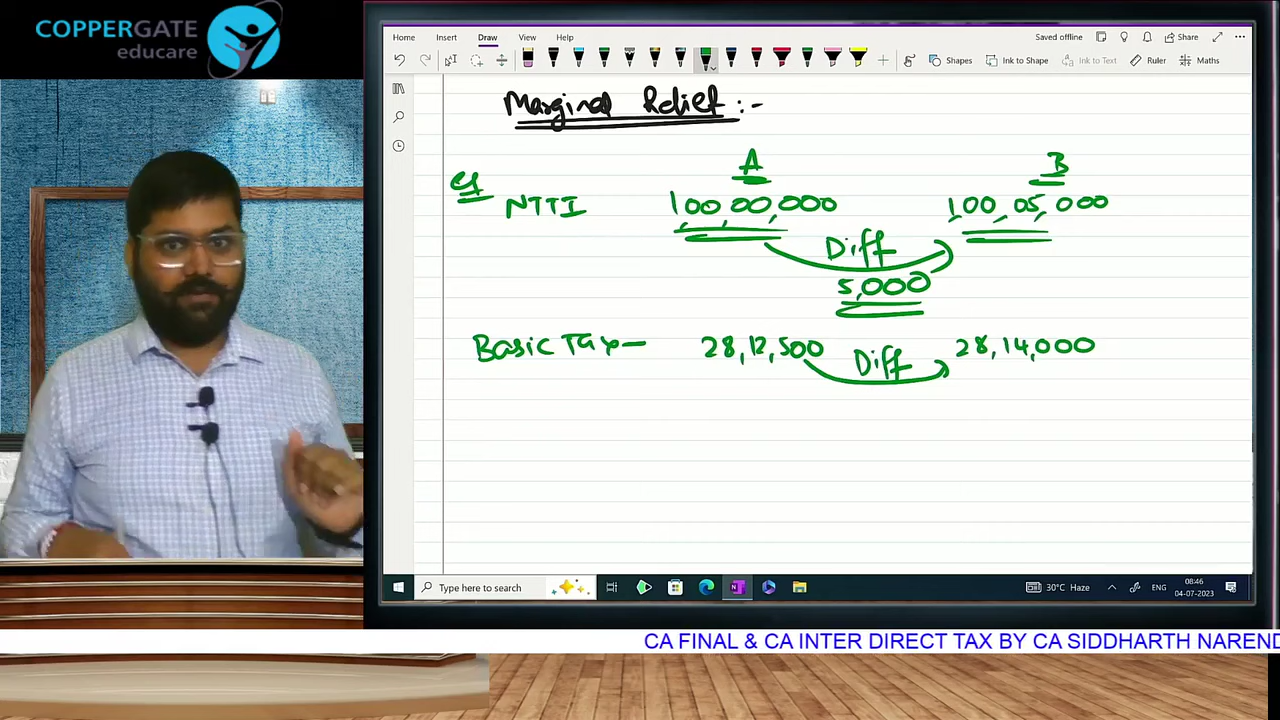 COPPERGATE
educare
Home Insert Draw View Help
Saved offline
Share
Shapes
Ink to Shape
Ink to Text
Ruler
Maths
Marginal Relief :-
A B
eg
NTTI 100,00,000 100,05,000
Diff
5,000
Basic Tax— 28,12,500 28,14,000
Diff
Type here to search
30°C Haze
ENG
08:46
04-07-2023
CA FINAL & CA INTER DIRECT TAX BY CA SIDDHARTH NAREND